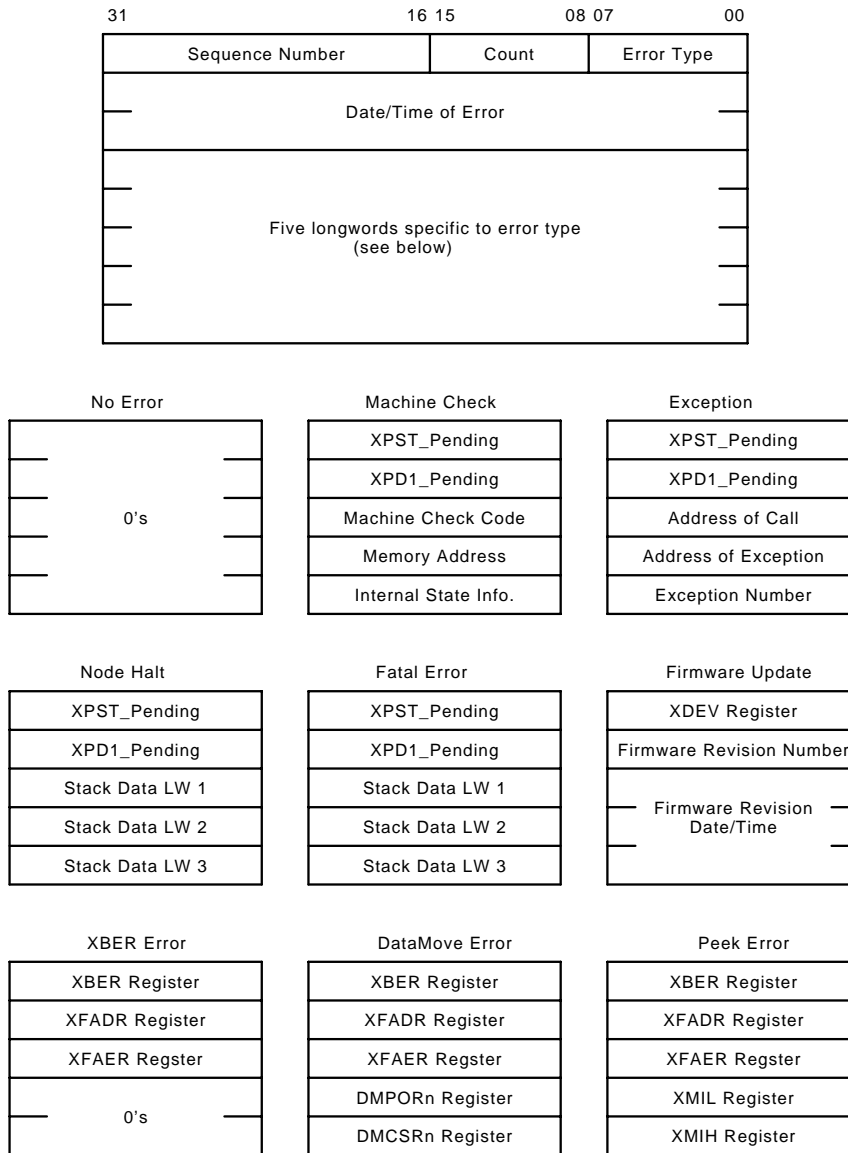 31 16 15 08 07 00
Sequence Number Count Error Type
Date/Time of Error
Five longwords specific to error type
(see below)
No Error
0's
Machine Check
XPST_Pending
XPD1_Pending
Machine Check Code
Memory Address
Internal State Info.
Exception
XPST_Pending
XPD1_Pending
Address of Call
Address of Exception
Exception Number
Node Halt
XPST_Pending
XPD1_Pending
Stack Data LW 1
Stack Data LW 2
Stack Data LW 3
Fatal Error
XPST_Pending
XPD1_Pending
Stack Data LW 1
Stack Data LW 2
Stack Data LW 3
Firmware Update
XDEV Register
Firmware Revision Number
Firmware Revision
Date/Time
XBER Error
XBER Register
XFADR Register
XFAER Regster
0's
DataMove Error
XBER Register
XFADR Register
XFAER Regster
DMPORn Register
DMCSRn Register
Peek Error
XBER Register
XFADR Register
XFAER Regster
XMIL Register
XMIH Register